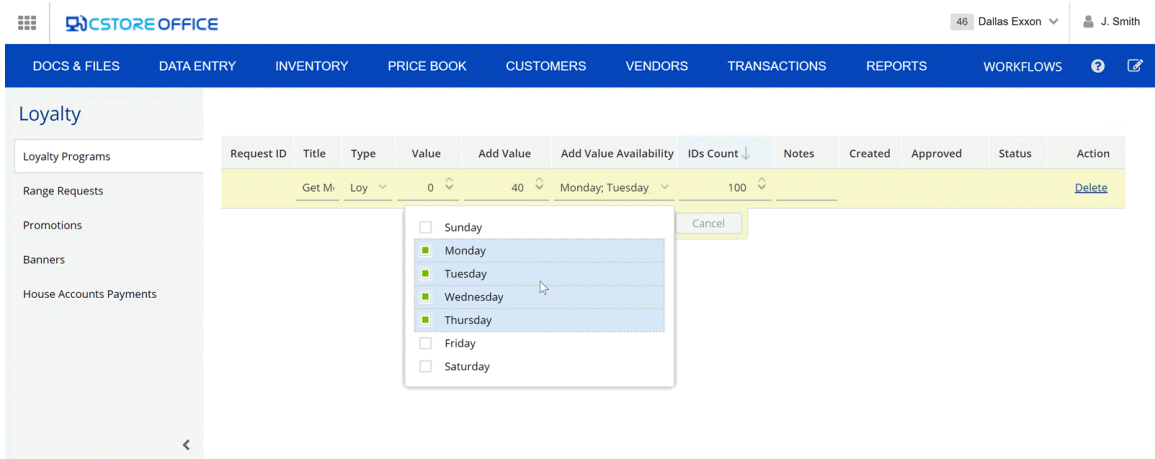 CSTOREOFFICE
46 Dallas Exxon
J. Smith
DOCS & FILES DATA ENTRY INVENTORY PRICE BOOK CUSTOMERS VENDORS TRANSACTIONS REPORTS WORKFLOWS ?
Loyalty
Loyalty Programs
Range Requests
Promotions
Banners
House Accounts Payments
Request ID Title Type Value Add Value Add Value Availability IDs Count Notes Created Approved Status Action
Get Loy 0 40 Monday; Tuesday 100 Delete
Cancel
Sunday
Monday
Tuesday
Wednesday
Thursday
Friday
Saturday